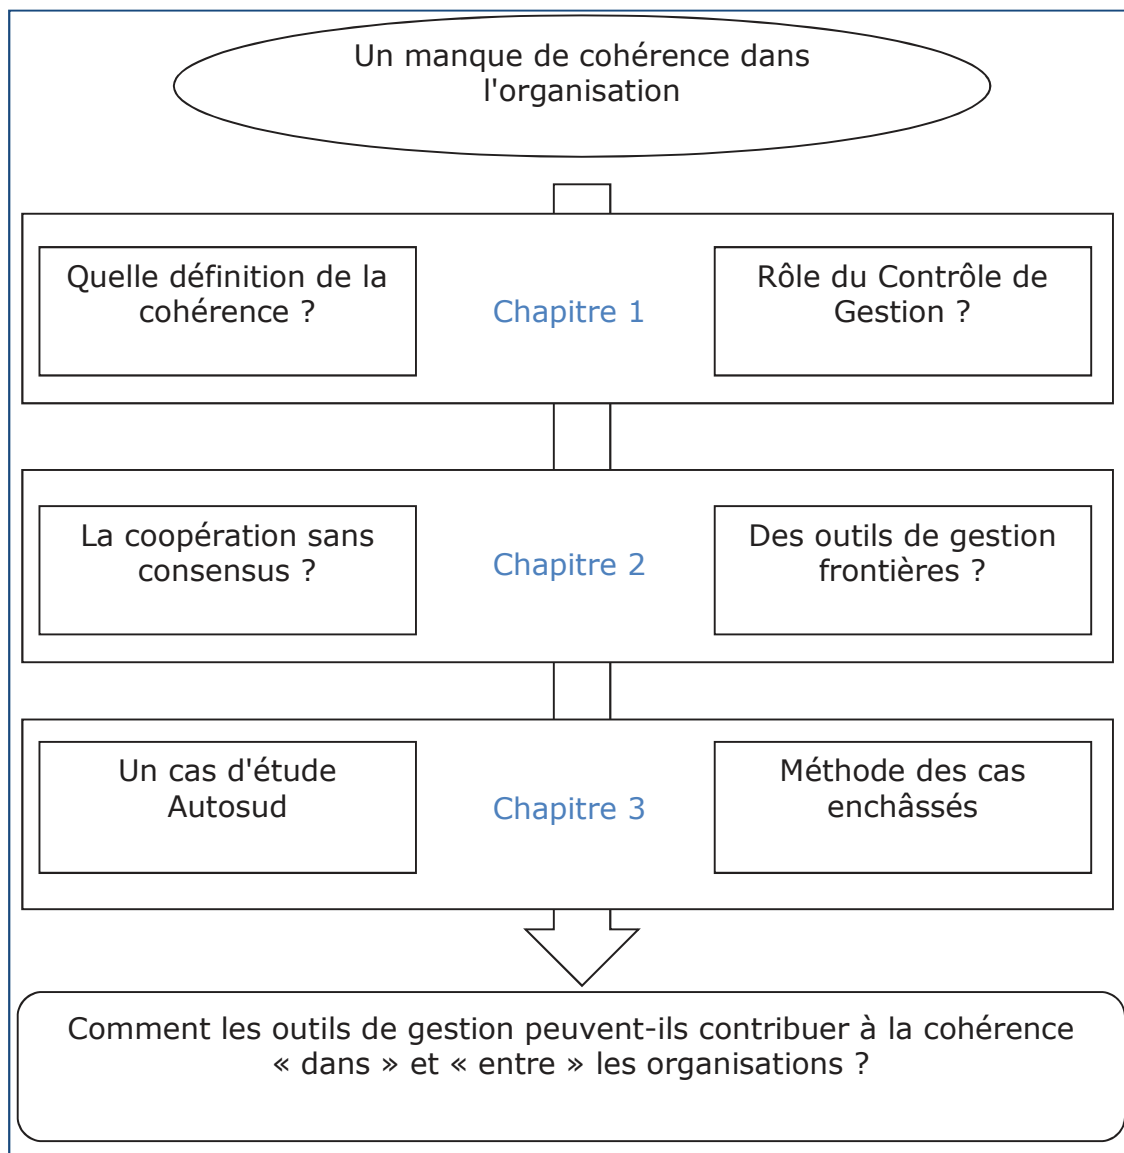 Un manque de cohérence dans
l'organisation
Quelle définition de la
cohérence ?
Chapitre 1
Rôle du Contrôle de
Gestion ?
La coopération sans
consensus ?
Chapitre 2
Des outils de gestion
frontières ?
Un cas d'étude
Autosud
Chapitre 3
Méthode des cas
enchâssés
Comment les outils de gestion peuvent-ils contribuer à la cohérence
« dans » et « entre » les organisations ?